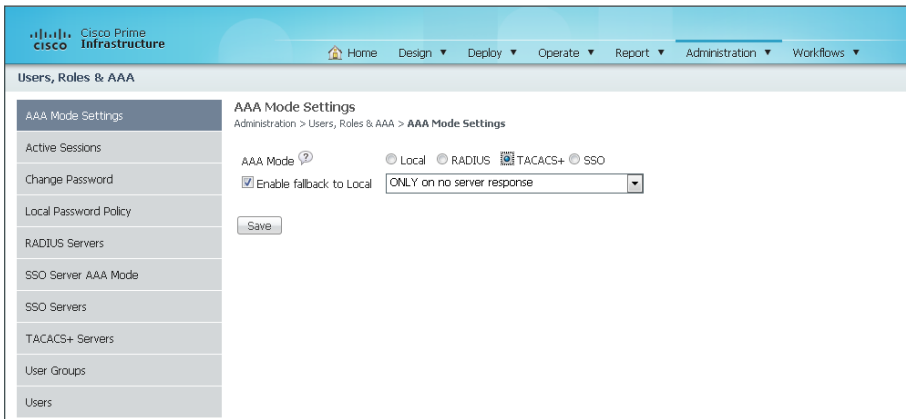 Cisco Prime
cisco Infrastructure
Home Design ▼ Deploy ▼ Operate ▼ Report ▼ Administration ▼ Workflows ▼
Users, Roles & AAA
AAA Mode Settings
Active Sessions
Change Password
Local Password Policy
RADIUS Servers
SSO Server AAA Mode
SSO Servers
TACACS+ Servers
User Groups
Users
AAA Mode Settings
Administration > Users, Roles & AAA > AAA Mode Settings
AAA Mode ? Local RADIUS TACACS+ SSO
Enable fallback to Local ONLY on no server response
Save